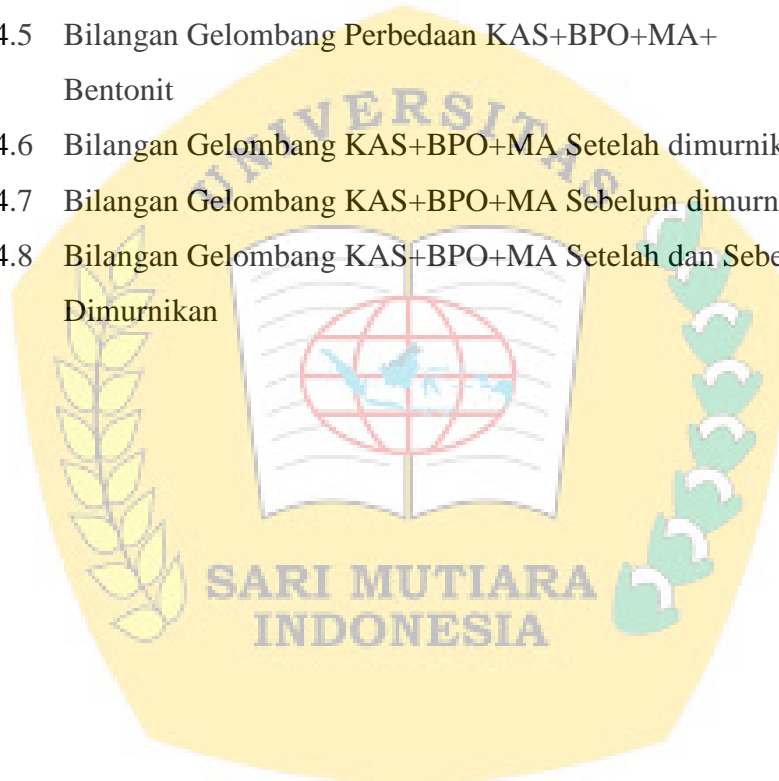 4.5 Bilangan Gelombang Perbedaan KAS+BPO+MA+
Bentonit
4.6 Bilangan Gelombang KAS+BPO+MA Setelah dimurnik
4.7 Bilangan Gelombang KAS+BPO+MA Sebelum dimurni
4.8 Bilangan Gelombang KAS+BPO+MA Setelah dan Sebe
Dimurnikan
UNIVERSITAS
SARI MUTIARA
INDONESIA